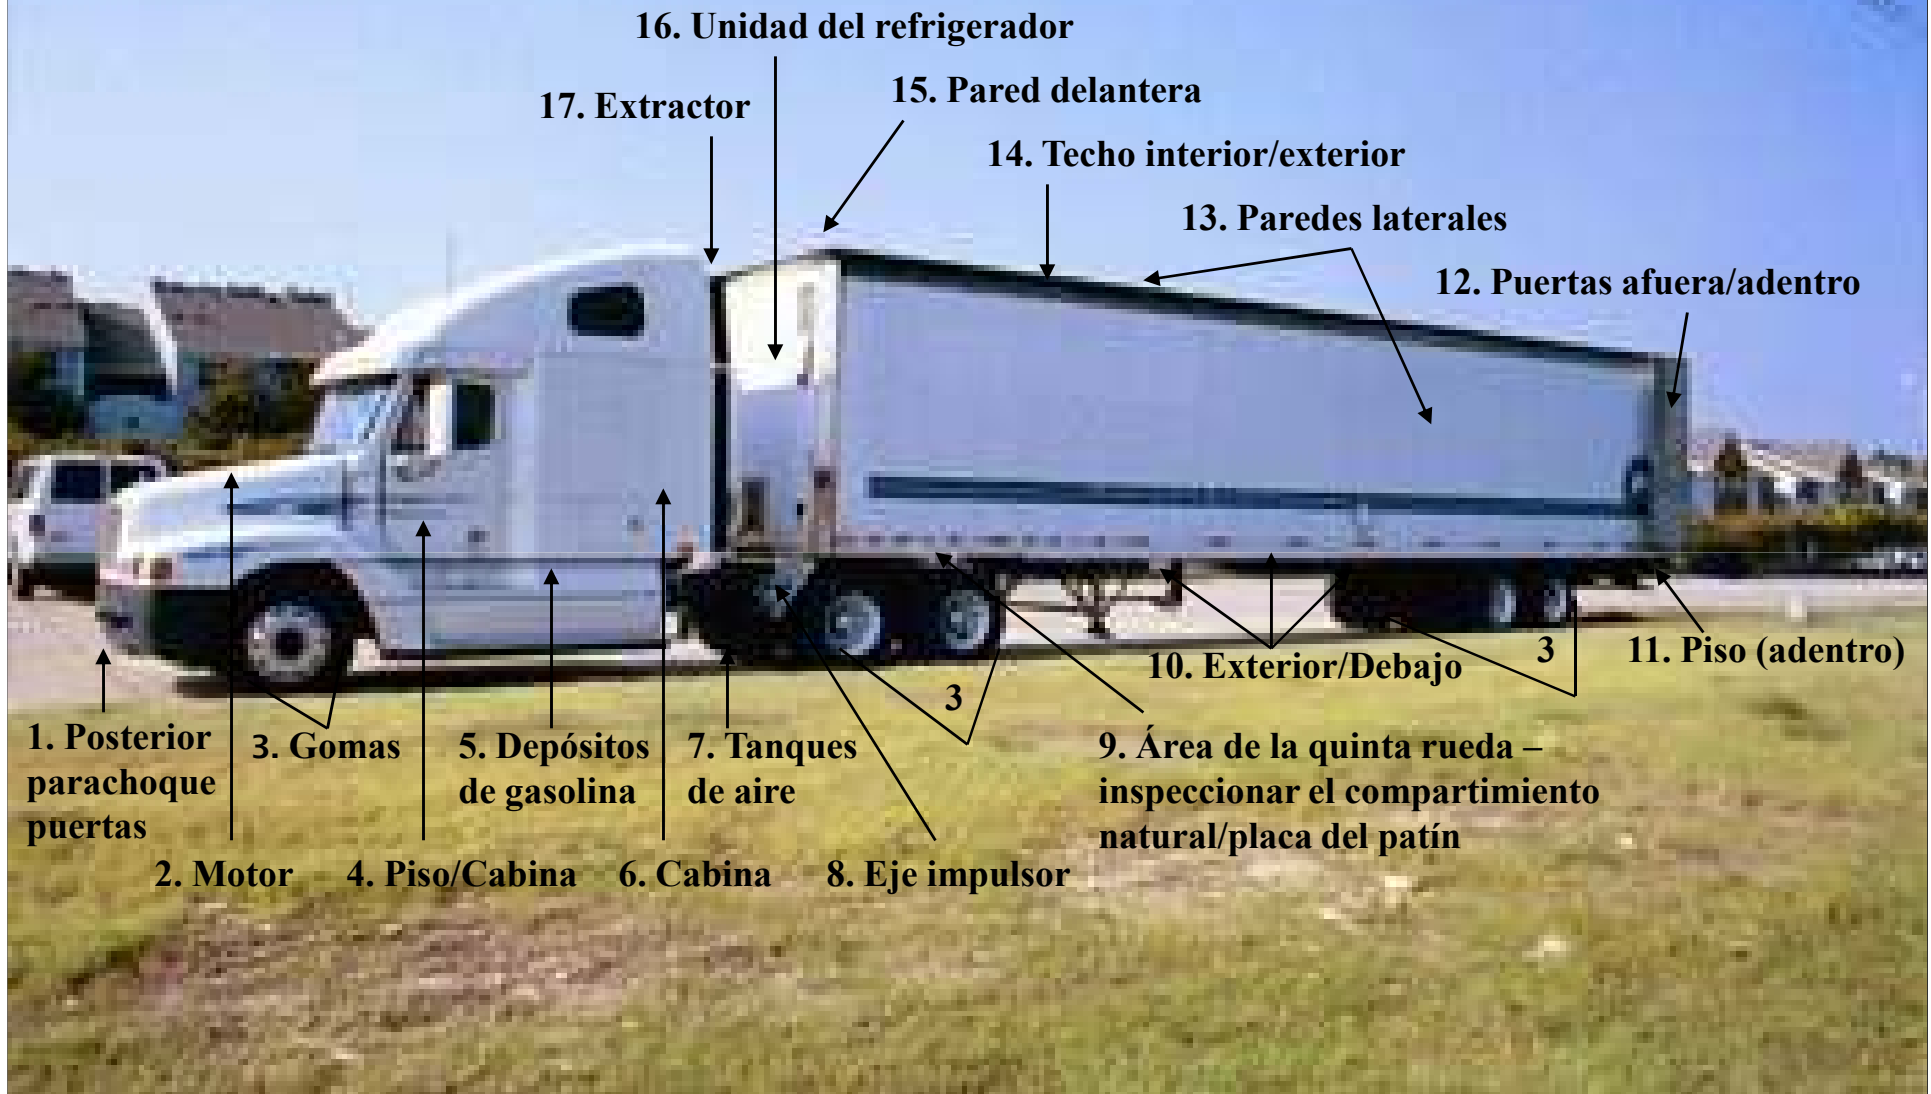 16. Unidad del refrigerador
15. Pared delantera
17. Extractor
14. Techo interior/exterior
13. Paredes laterales
12. Puertas afuera/adentro
3
11. Piso (adentro)
10. Exterior/Debajo
3
1. Posterior
parachoque
puertas
3. Gomas
5. Depósitos
de gasolina
7. Tanques
de aire
9. Área de la quinta rueda –
inspeccionar el compartimiento
natural/placa del patín
2. Motor
4. Piso/Cabina
6. Cabina
8. Eje impulsor